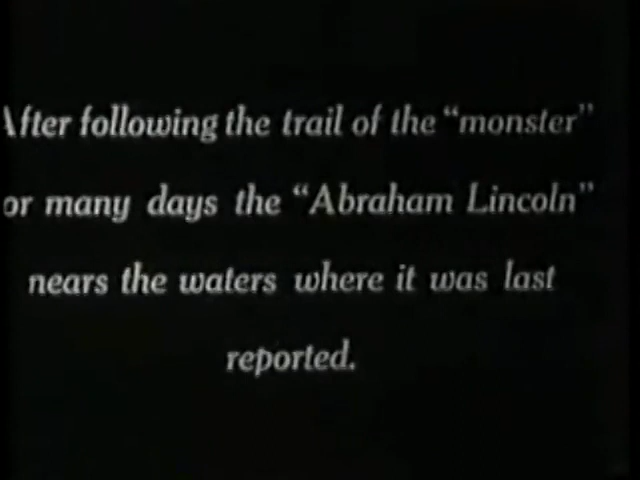 After following the trail of the "monster"
or many days the "Abraham Lincoln"
nears the waters where it was last
reported.